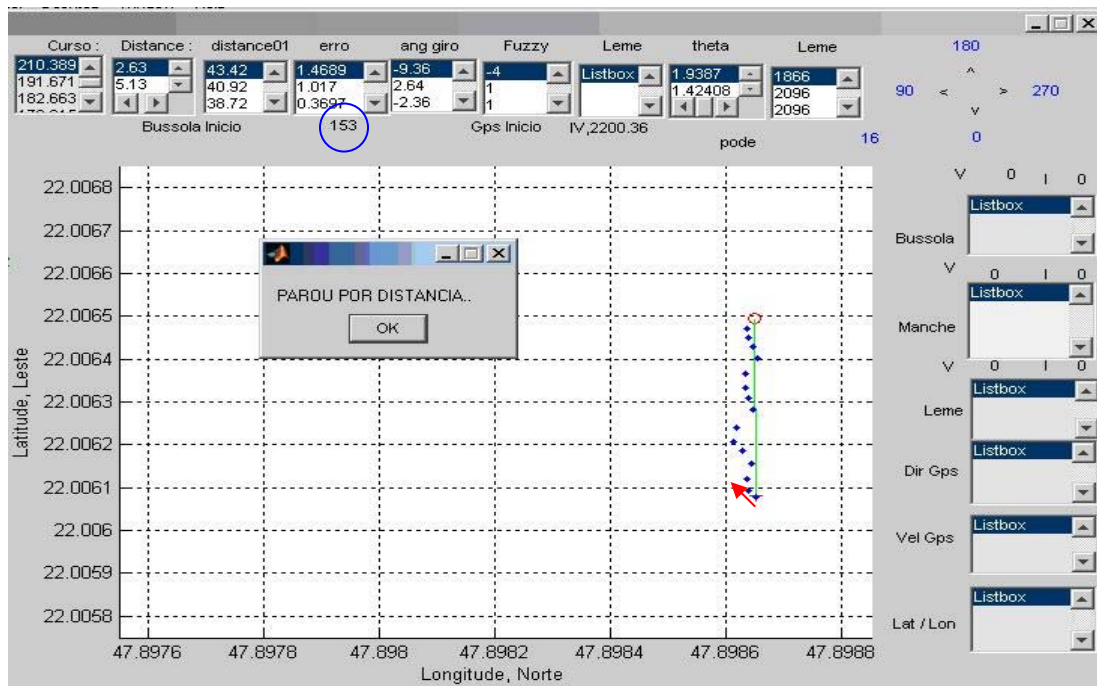 Curso : Distance : distance01 erro ang giro Fuzzy Leme theta Leme 180
210.389 2.63 43.42 1.4689 -9.36 -4 Listbox 1.9387 1866
191.671 5.13 40.92 1.017 2.64 1 1.42408 2096
182.663 38.72 0.3697 -2.36 1 2096
90 < ^ > 270
v
Bussola Inicio 153 Gps Inicio IV,2200.36
pode 16 0
V 0 I 0
Listbox
Bussola
V 0 I 0
Listbox
Manche
V 0 I 0
Listbox
Leme
Listbox
Dir Gps
Listbox
Vel Gps
Listbox
Lat / Lon
PAROU POR DISTANCIA..
OK
Latitude, Leste
22.0068
22.0067
22.0066
22.0065
22.0064
22.0063
22.0062
22.0061
22.006
22.0059
22.0058
47.8976 47.8978 47.898 47.8982 47.8984 47.8986 47.8988
Longitude, Norte